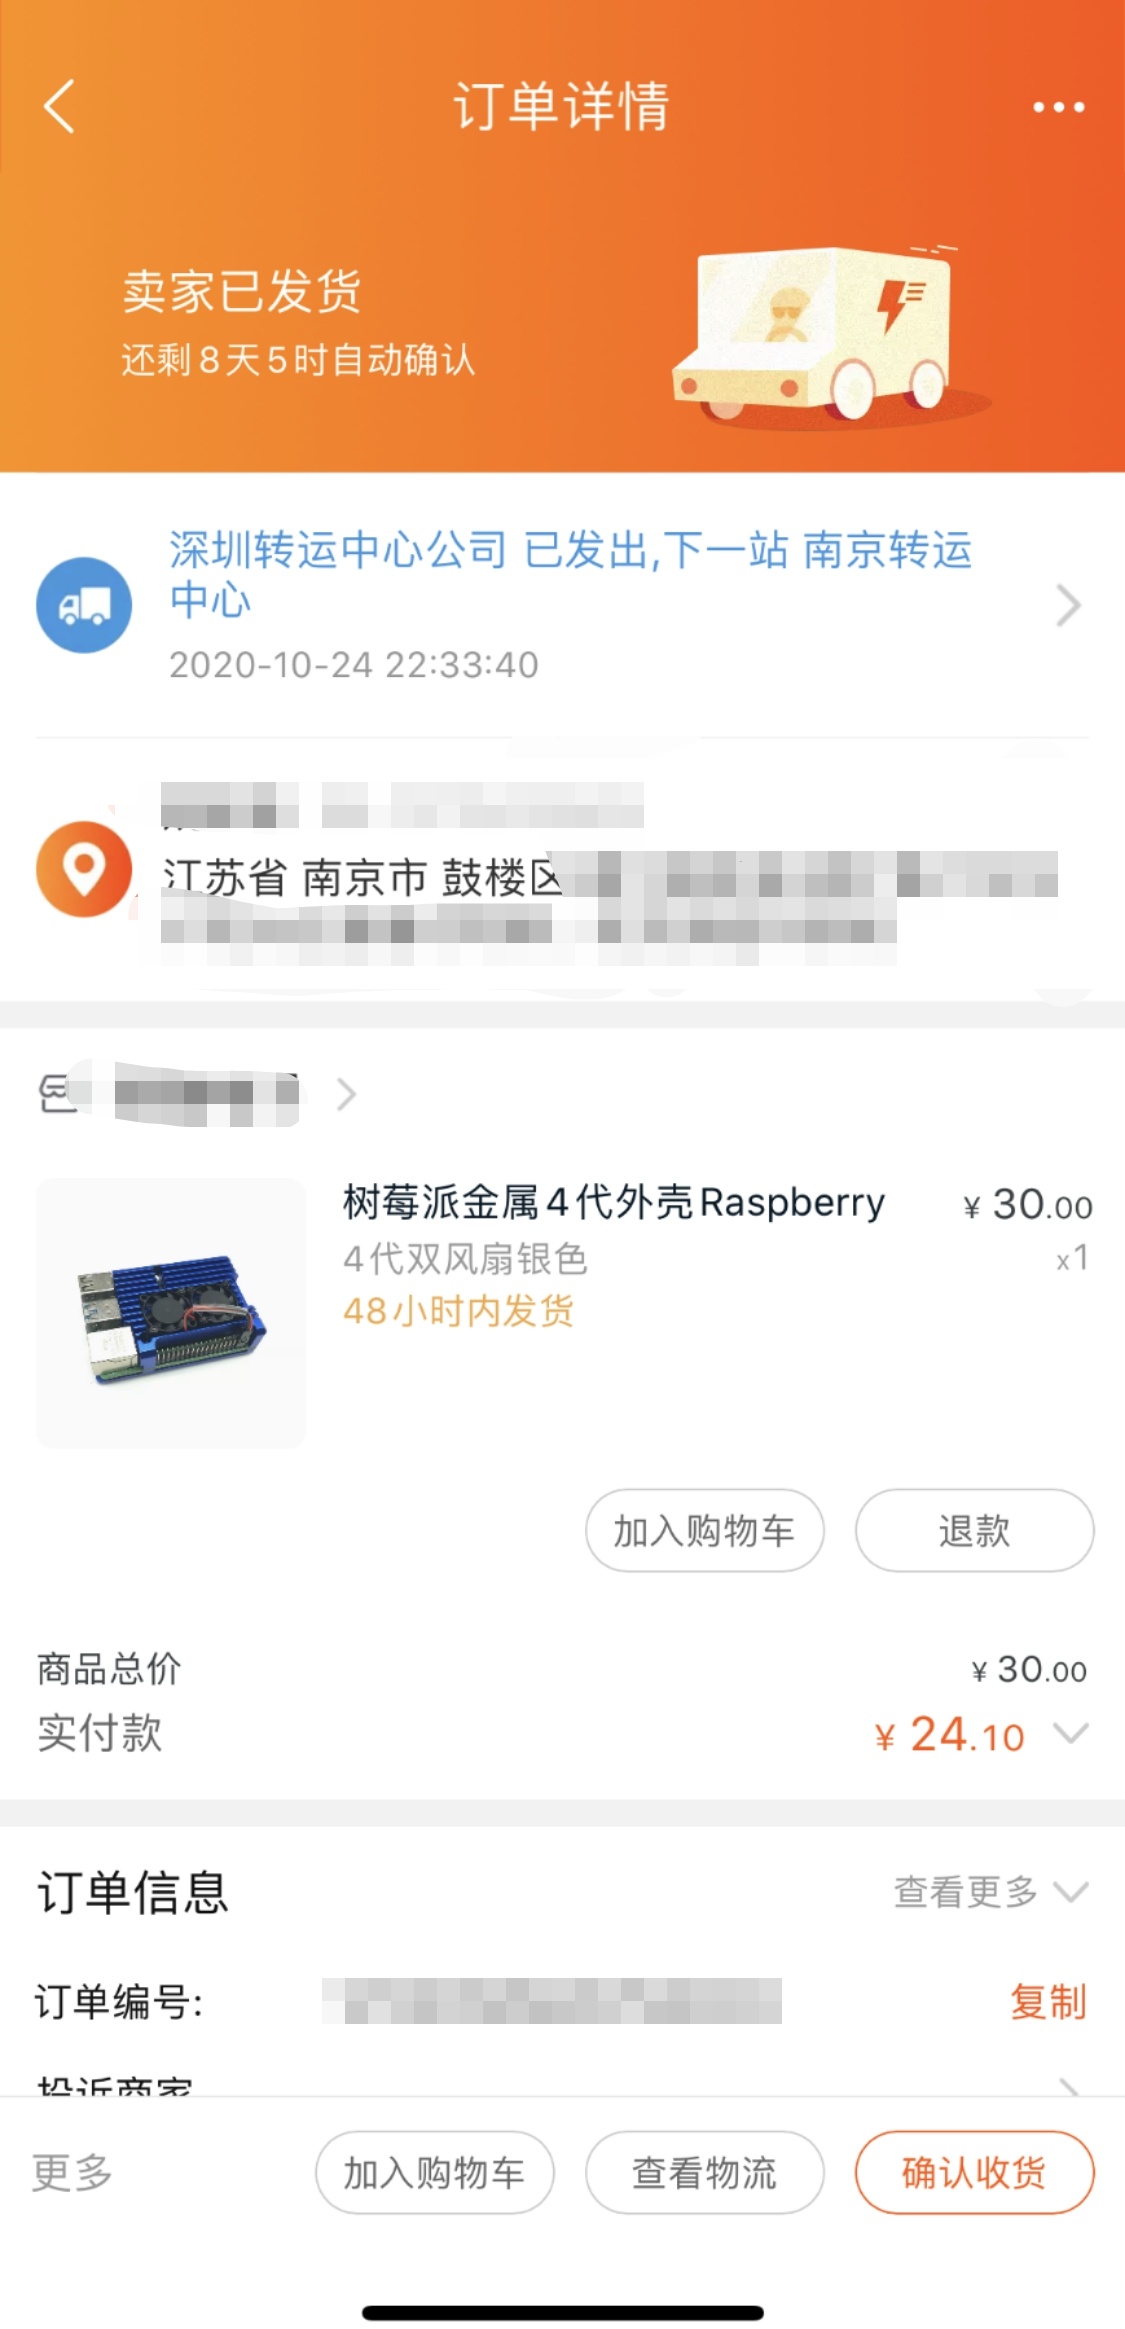 订单详情
卖家已发货
还剩8天5时自动确认
深圳转运中心公司 已发出,下一站 南京转运
中心
2020-10-24 22:33:40
江苏省 南京市 鼓楼区
树莓派金属4代外壳Raspberry
¥ 30.00
4代双风扇银色
x1
48小时内发货
加入购物车
退款
商品总价
¥ 30.00
实付款
¥ 24.10
订单信息
查看更多
订单编号:
复制
投诉商家
更多
加入购物车
查看物流
确认收货